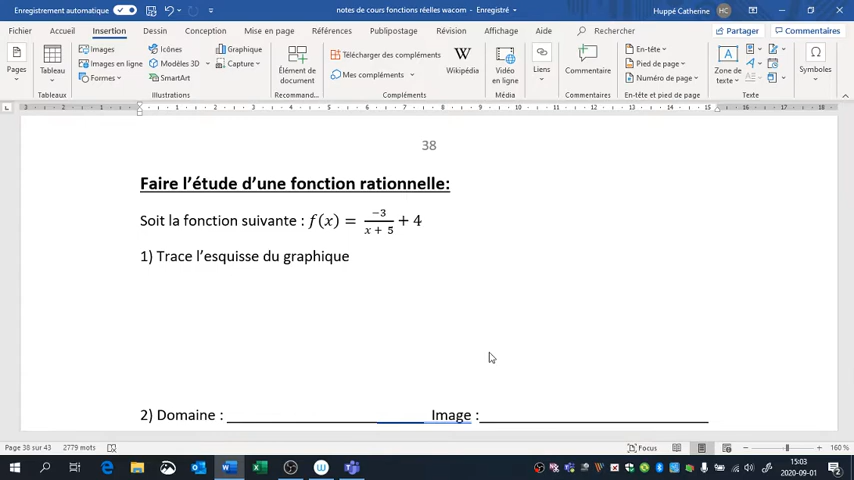 Enregistrement automatique notes de cours fonctions réelles wacom - Enregistré Huppé Catherine HC
Fichier Accueil Insertion Dessin Conception Mise en page Références Publipostage Révision Affichage Aide Rechercher Partager Commentaires
Pages Tableau Images Images en ligne Formes Icônes Modèles 3D SmartArt Graphique Capture Élément de document Télécharger des compléments Mes compléments Wikipédia Vidéo en ligne Liens Commentaire En-tête Pied de page Numéro de page Zone de texte Symboles
Tableaux Illustrations Recommand... Compléments Média Commentaires En-tête et pied de page Texte
38
Faire l'étude d'une fonction rationnelle:
Soit la fonction suivante : f(x) = −3/(x + 5) + 4
1) Trace l'esquisse du graphique
2) Domaine : ____________________ Image :____________________
Page 38 sur 43 2779 mots Focus 160 %
15:03
2020-09-01